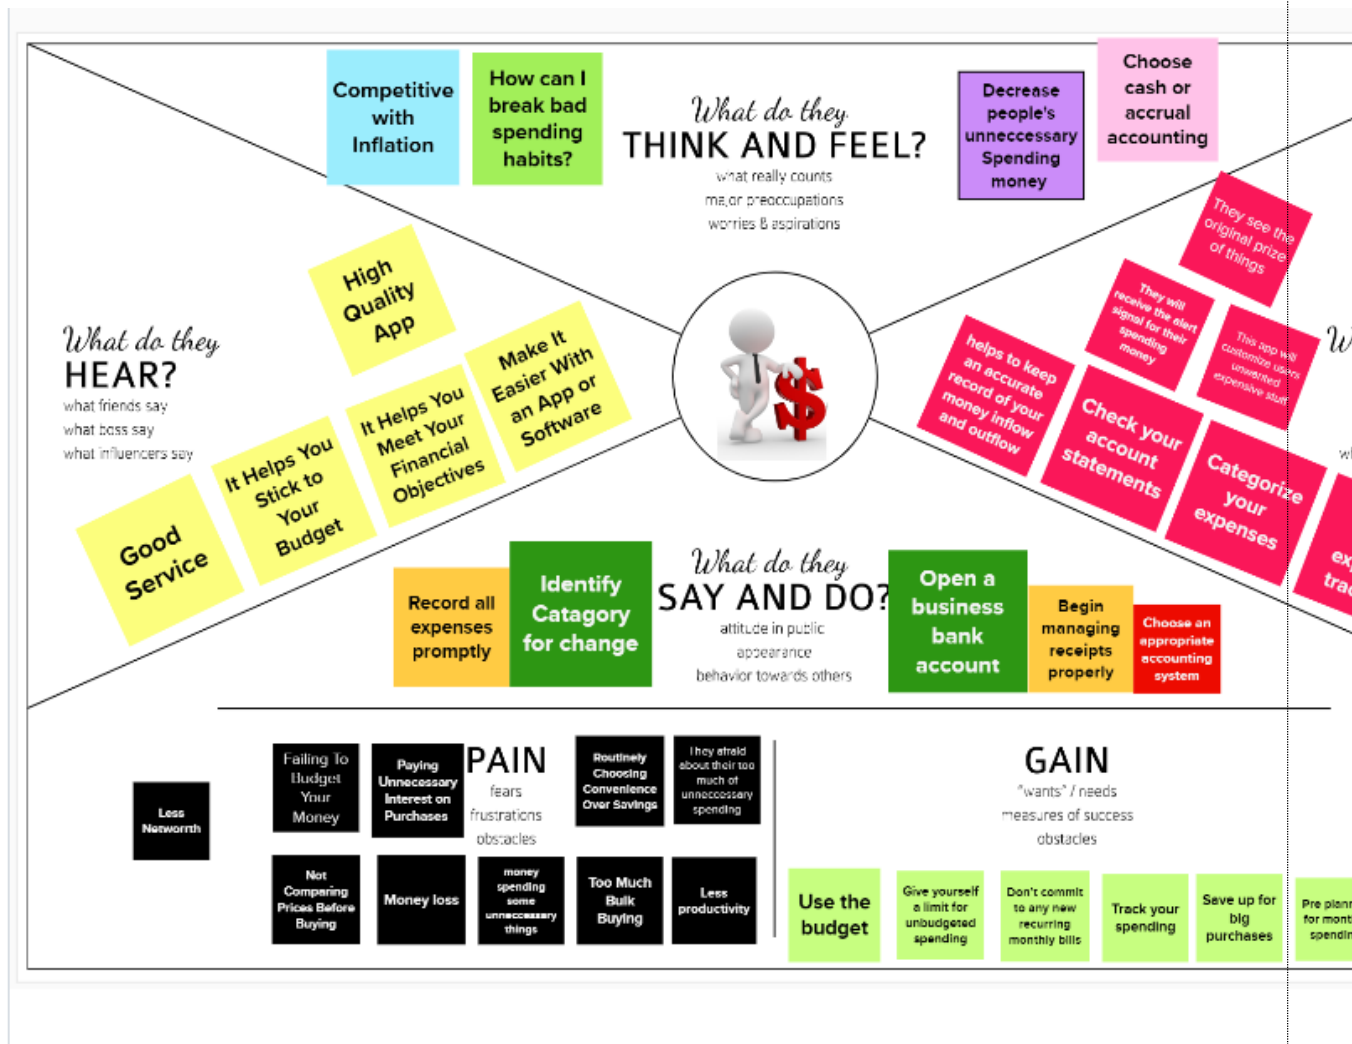 Competitive
with
Inflation
How can I
break bad
spending
habits?
What do they
THINK AND FEEL?
what really counts
major preoccupations
worries & aspirations
Decrease
people's
unneccessary
Spending
money
Choose
cash or
accrual
accounting
What do they
HEAR?
what friends say
what boss say
what influencers say
High
Quality
App
Make It
Easier With
an App or
Software
It Helps You
Meet Your
Financial
Objectives
It Helps You
Stick to
Your
Budget
Good
Service
They see the
original prize
of things
They will
receive the alert
signal for their
spending
money
This app will
customize users
unwanted
expensive stuff
helps to keep
an accurate
record of your
money inflow
and outflow
Check your
account
statements
Categorize
your
expenses
What do they
SAY AND DO?
attitude in public
appearance
behavior towards others
Record all
expenses
promptly
Identify
Catagory
for change
Open a
business
bank
account
Begin
managing
receipts
properly
Choose an
appropriate
accounting
system
PAIN
fears
frustrations
obstacles
Less
Networrth
Failing To
Budget
Your
Money
Paying
Unnecessary
Interest on
Purchases
Routinely
Choosing
Convenience
Over Savings
They afraid
about their too
much of
unneccessary
spending
Not
Comparing
Prices Before
Buying
Money loss
money
spending
some
unneccessary
things
Too Much
Bulk
Buying
Less
productivity
GAIN
"wants" / needs
measures of success
obstacles
Use the
budget
Give yourself
a limit for
unbudgeted
spending
Don't commit
to any new
recurring
monthly bills
Track your
spending
Save up for
big
purchases
Pre
for